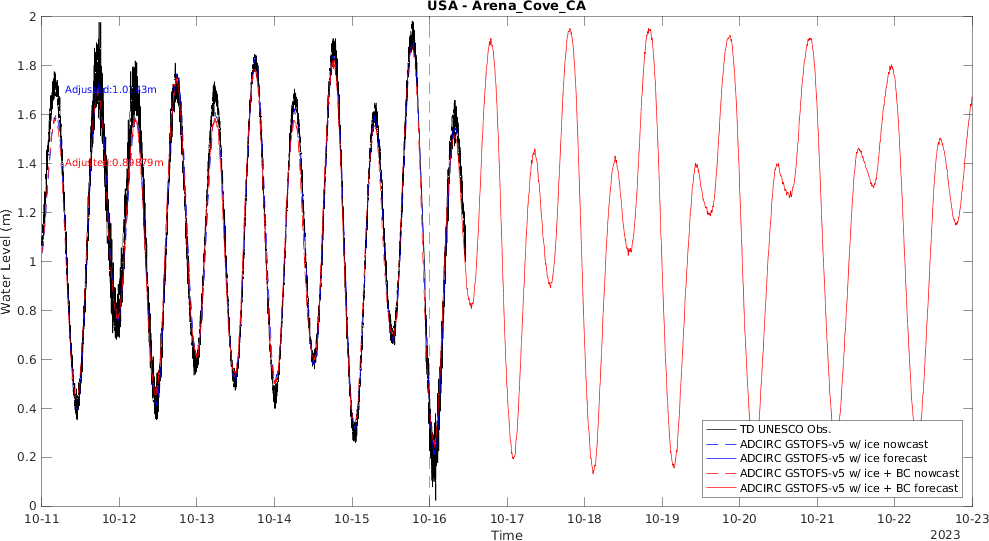 USA - Arena_Cove_CA
2
1.8
1.6
1.4
1.2
1
0.8
0.6
0.4
0.2
0
Water Level (m)
Adjusted:0.89879m
TD UNESCO Obs.
ADCIRC GSTOFS-v5 w/ ice nowcast
ADCIRC GSTOFS-v5 w/ ice forecast
ADCIRC GSTOFS-v5 w/ ice + BC nowcast
ADCIRC GSTOFS-v5 w/ ice + BC forecast
10-11 10-12 10-13 10-14 10-15 10-16 10-17 10-18 10-19 10-20 10-21 10-22 10-23
Time
2023